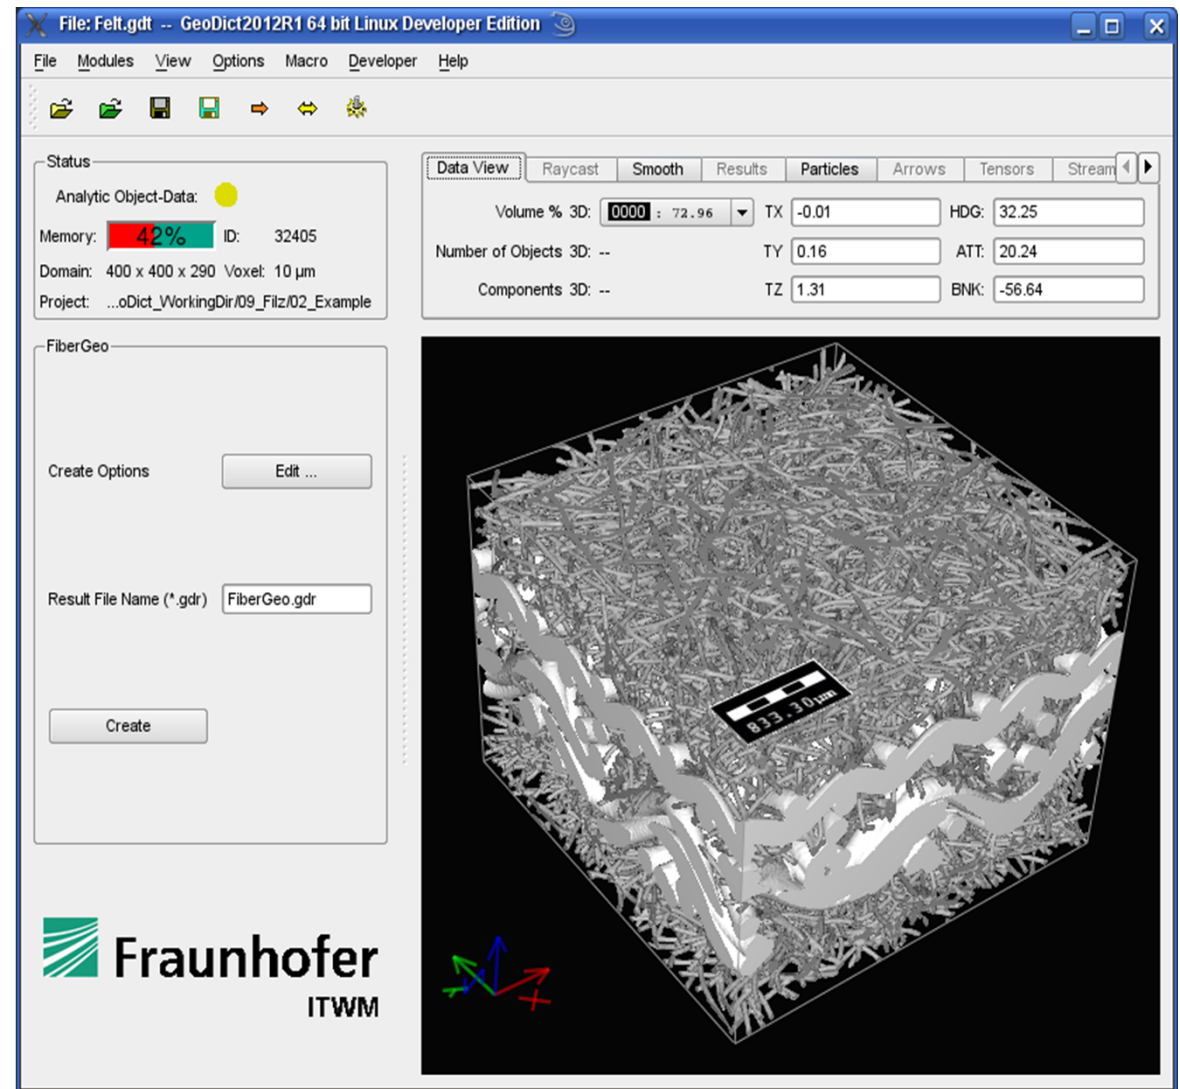 File: Felt.gdt -- GeoDict2012R1 64 bit Linux Developer Edition
File Modules View Options Macro Developer Help
Status
Analytic Object-Data:
Memory: 42% ID: 32405
Domain: 400 x 400 x 290 Voxel: 10 µm
Project: ...oDict_WorkingDir/09_Filz/02_Example
Data View Raycast Smooth Results Particles Arrows Tensors Stream
Volume % 3D: 0000 : 72.96 TX -0.01 HDG: 32.25
Number of Objects 3D: -- TY 0.16 ATT: 20.24
Components 3D: -- TZ 1.31 BNK: -56.64
FiberGeo
Create Options Edit ...
Result File Name (*.gdr) FiberGeo.gdr
Create
833.30µm
Y Z X
Fraunhofer
ITWM